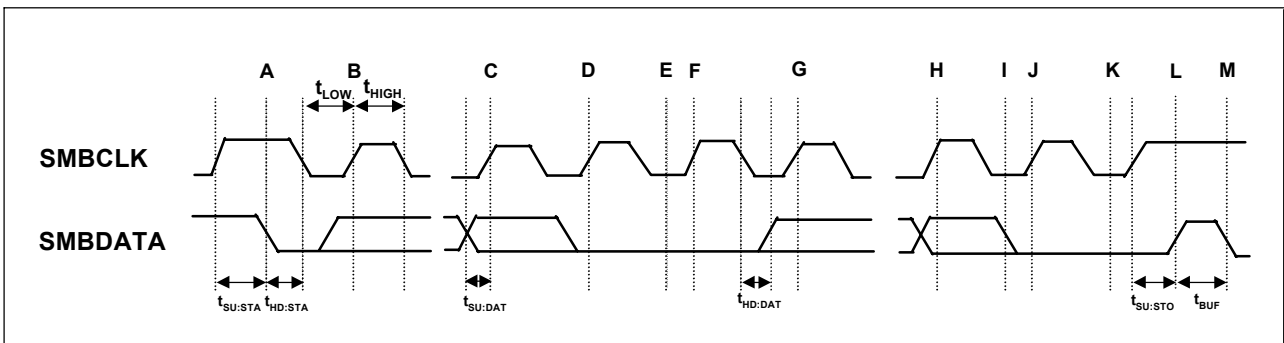 A B C D E F G H I J K L M
tLOW tHIGH
SMBCLK
SMBDATA
tSU:STA tHD:STA tSU:DAT tHD:DAT tSU:STO tBUF